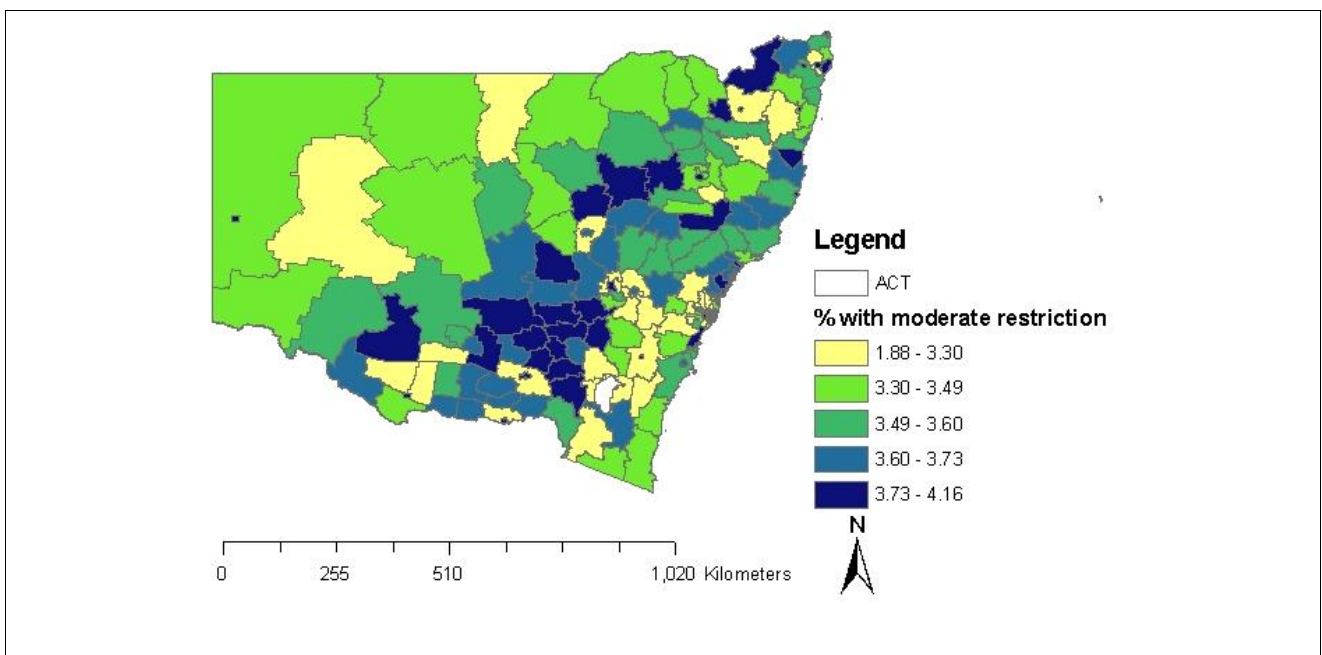 Legend
ACT
% with moderate restriction
1.88 - 3.30
3.30 - 3.49
3.49 - 3.60
3.60 - 3.73
3.73 - 4.16
N
0 255 510 1,020 Kilometers